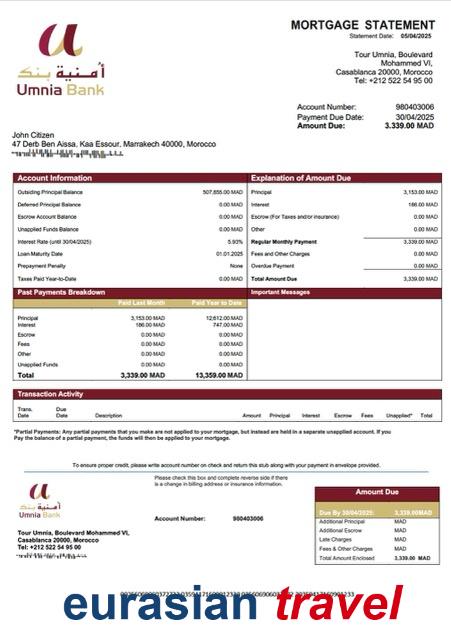 MORTGAGE STATEMENT
Statement Date: 05/04/2025
أمنية بنك
Umnia Bank
Tour Umnia, Boulevard
Mohammed VI,
Casablanca 20000, Morocco
Tel: +212 522 54 95 00
Account Number: 980403006
Payment Due Date: 30/04/2025
Amount Due: 3.339.00 MAD
John Citizen
47 Derb Ben Aissa, Kaa Essour, Marrakech 40000, Morocco
Account Information
Outsiding Principal Balance 507,655.00 MAD
Deferred Principal Balance 0.00 MAD
Escrow Account Balance 0.00 MAD
Unapplied Funds Balance 0.00 MAD
Interest Rate (until 30/04/2025) 5.93%
Loan Maturity Date 01.01.2025
Prepayment Penalty None
Taxes Paid Year-to-Date 0.00 MAD
Explanation of Amount Due
Principal 3,153.00 MAD
Interest 186.00 MAD
Escrow (For Taxes and/or insurance) 0.00 MAD
Other 0.00 MAD
Regular Monthly Payment 3,339.00 MAD
Fees and Other Charges 0.00 MAD
Overdue Payment 0.00 MAD
Total Amount Due 3,339.00 MAD
Past Payments Breakdown
Paid Last Month Paid Year to Date
Principal 3,153.00 MAD 12,612.00 MAD
Interest 186.00 MAD 747,00 MAD
Escrow 0.00 MAD 0.00 MAD
Fees 0.00 MAD 0.00 MAD
Other 0.00 MAD 0.00 MAD
Unapplied Funds 0.00 MAD 0.00 MAD
Total 3,339.00 MAD 13,359.00 MAD
Important Messages
Transaction Activity
Trans. Date Due Date Description Amount Principal Interest Escrow Fees Unapplied* Total
*Partial Payments: Any partial payments that you make are not applied to your mortgage, but instead are held in a separate unapplied account. If you
Pay the balance of a partial payment, the funds will then be applied to your mortgage.
To ensure proper credit, please write account number on check and return this stub along with your payment in envelope provided.
Please check this box and complete reverse side if there
is a change in billing address or insurance information.
أمنية بنك
Umnia Bank
Account Number: 980403006
Tour Umnia, Boulevard Mohammed VI,
Casablanca 20000, Morocco
Tel: +212 522 54 95 00
Amount Due
Due By 30/04/2025: 3,339.00MAD
Additional Principal MAD
Additional Escrow MAD
Late Charges MAD
Fees & Other Charges MAD
Total Amount Enclosed 3,339.00 MAD
eurasian travel